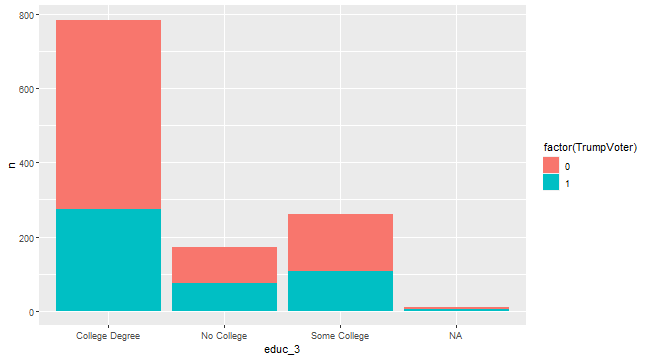 800
600
400
200
0
n
College Degree
No College
Some College
NA
educ_3
factor(TrumpVoter)
0
1